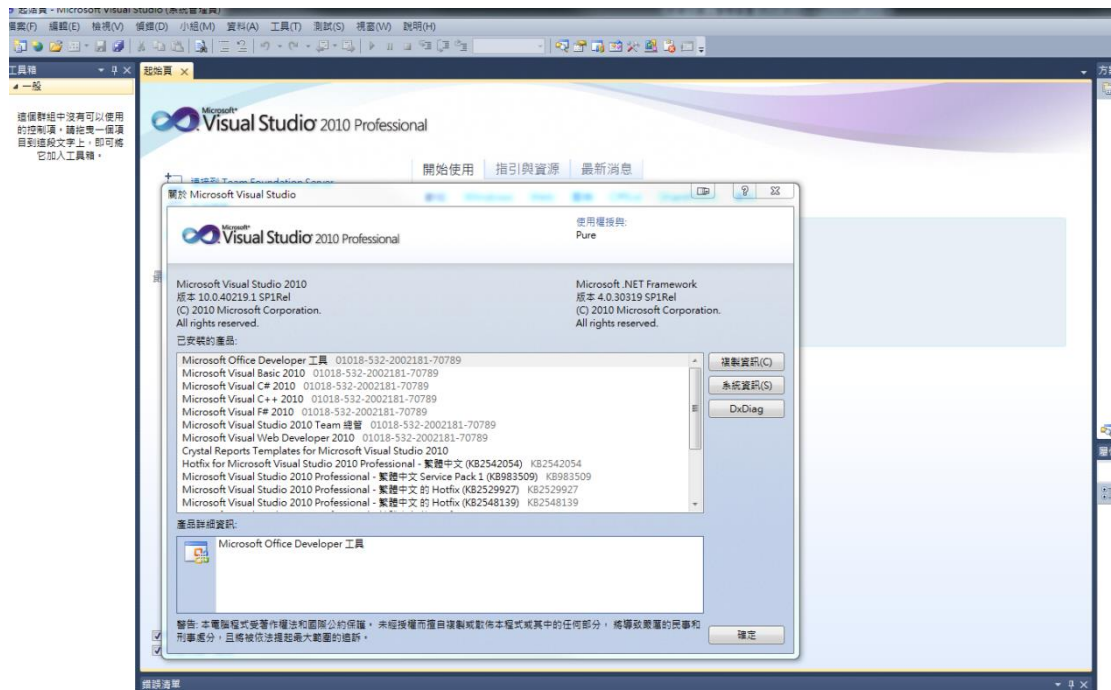 起始頁 - Microsoft Visual Studio (系統管理員)
檔案(F) 編輯(E) 檢視(V) 偵錯(D) 小組(M) 資料(A) 工具(T) 測試(S) 視窗(W) 說明(H)
工具箱
起始頁
一般
這個群組中沒有可以使用
的控制項。請拖曳一個項
目到這段文字上，即可將
它加入工具箱。
Microsoft®
Visual Studio 2010 Professional
開始使用 指引與資源 最新消息
連接到 Team Foundation Server
關於 Microsoft Visual Studio
Microsoft®
Visual Studio 2010 Professional
使用權授與:
Pure
Microsoft Visual Studio 2010
版本 10.0.40219.1 SP1Rel
(C) 2010 Microsoft Corporation.
All rights reserved.
Microsoft .NET Framework
版本 4.0.30319 SP1Rel
(C) 2010 Microsoft Corporation.
All rights reserved.
已安裝的產品:
Microsoft Office Developer 工具 01018-532-2002181-70789
Microsoft Visual Basic 2010 01018-532-2002181-70789
Microsoft Visual C# 2010 01018-532-2002181-70789
Microsoft Visual C++ 2010 01018-532-2002181-70789
Microsoft Visual F# 2010 01018-532-2002181-70789
Microsoft Visual Studio 2010 Team 總管 01018-532-2002181-70789
Microsoft Visual Web Developer 2010 01018-532-2002181-70789
Crystal Reports Templates for Microsoft Visual Studio 2010
Hotfix for Microsoft Visual Studio 2010 Professional - 繁體中文 (KB2542054) KB2542054
Microsoft Visual Studio 2010 Professional - 繁體中文 Service Pack 1 (KB983509) KB983509
Microsoft Visual Studio 2010 Professional - 繁體中文 的 Hotfix (KB2529927) KB2529927
Microsoft Visual Studio 2010 Professional - 繁體中文 的 Hotfix (KB2548139) KB2548139
複製資訊(C)
系統資訊(S)
DxDiag
產品詳細資訊:
Microsoft Office Developer 工具
警告: 本電腦程式受著作權法和國際公約保護。 未經授權而擅自複製或散佈本程式或其中的任何部分， 將導致嚴厲的民事和
刑事處分，且將被依法提起最大範圍的追訴。
確定
錯誤清單